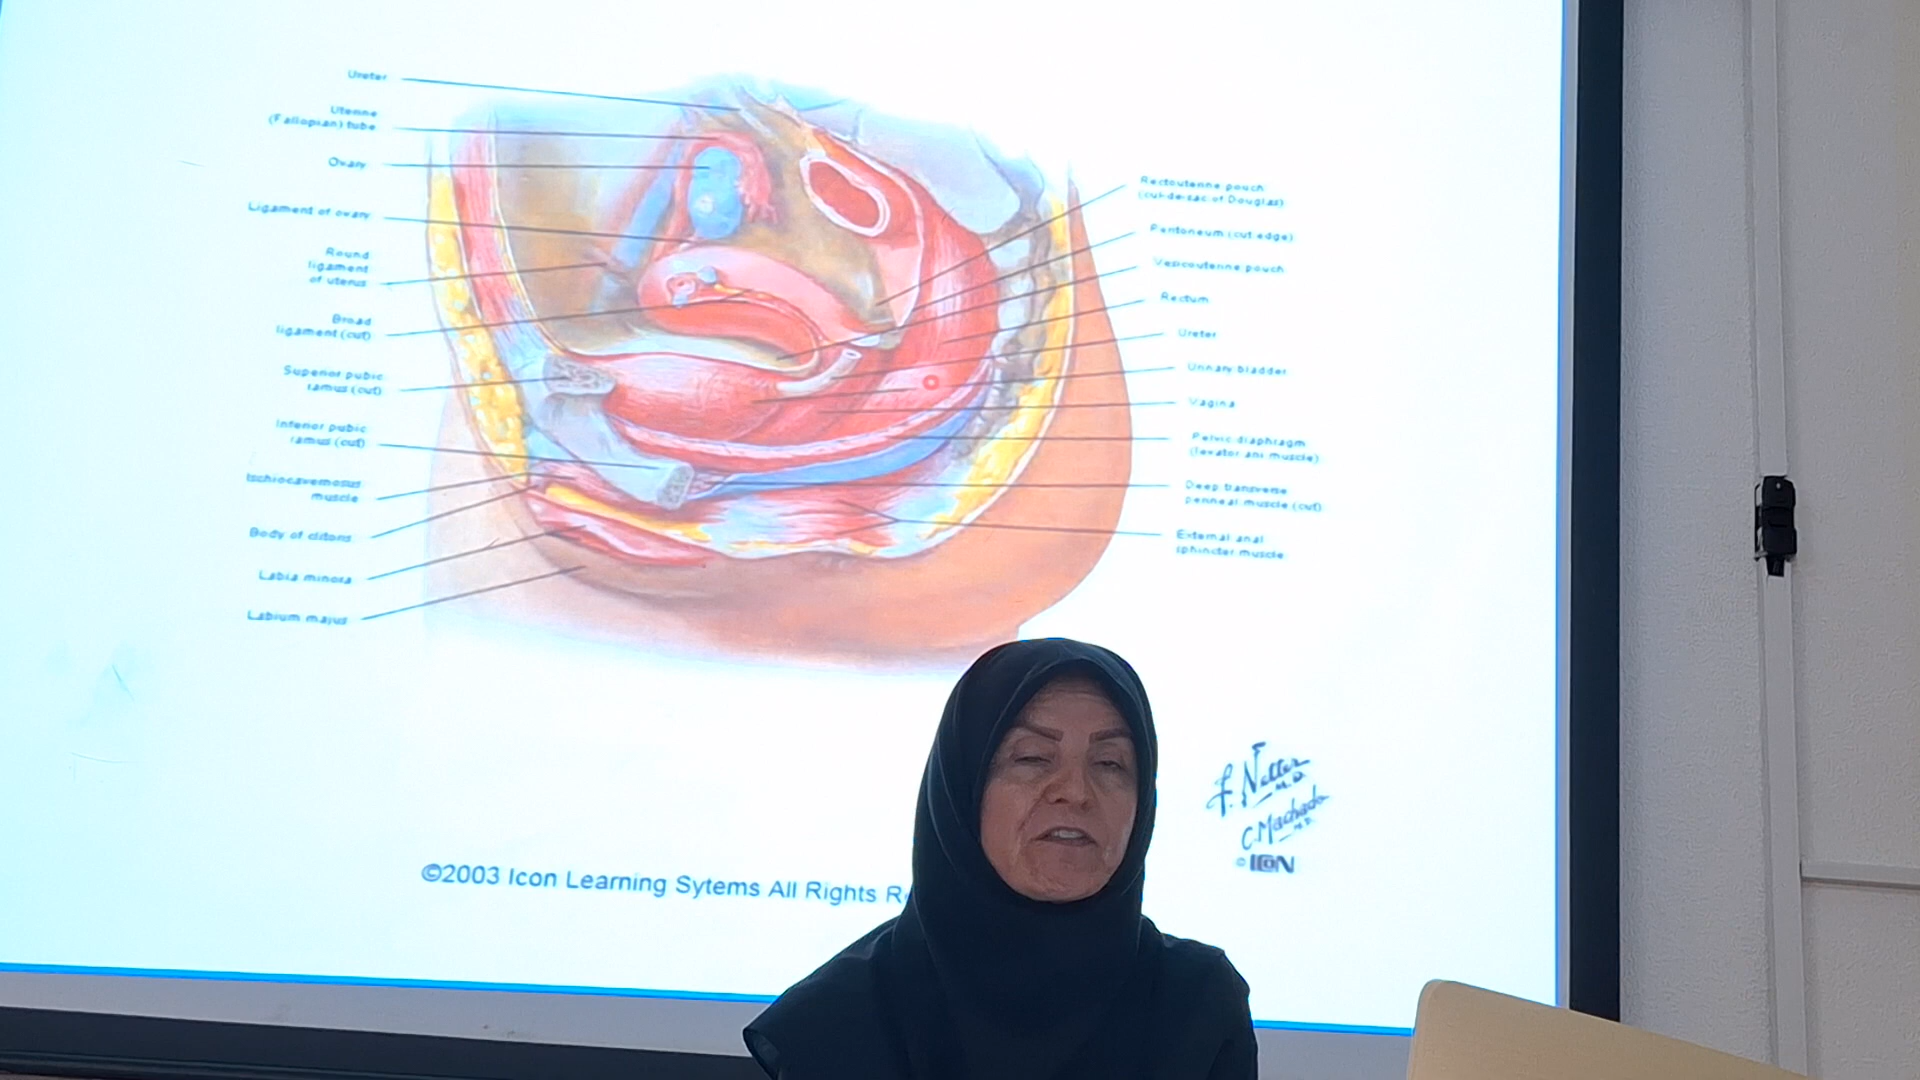 Ureter
Uterine
(Fallopian) tube
Ovary
Ligament of ovary
Round
ligament
of uterus
Broad
ligament (cut)
Superior pubic
ramus (cut)
Inferior pubic
ramus (cut)
Ischiocavernosus
muscle
Body of clitoris
Labia minora
Labium majus
Rectouterine pouch
(cul-de-sac of Douglas)
Peritoneum (cut edge)
Vesicouterine pouch
Rectum
Ureter
Urinary bladder
Vagina
Pelvic diaphragm
(levator ani muscle)
Deep transverse
perineal muscle (cut)
External anal
sphincter muscle
F. Netter
M.D.
C. Machado
M.D.
© ICON
©2003 Icon Learning Sytems All Rights R